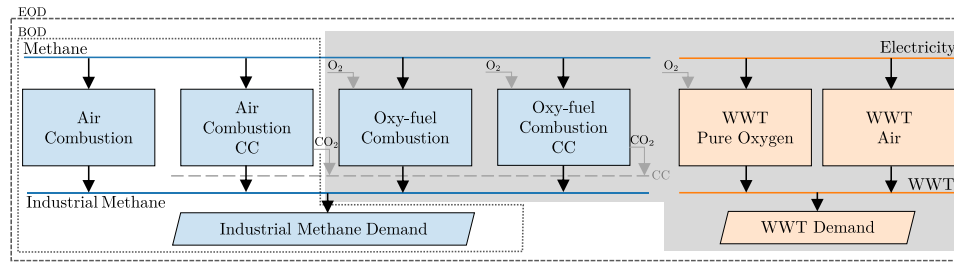 EOD
BOD
Methane
Electricity
O₂
O₂
O₂
Air
Combustion
Air
Combustion
CC
Oxy-fuel
Combustion
Oxy-fuel
Combustion
CC
WWT
Pure Oxygen
WWT
Air
CO₂
CO₂
CC
Industrial Methane
WWT
Industrial Methane Demand
WWT Demand